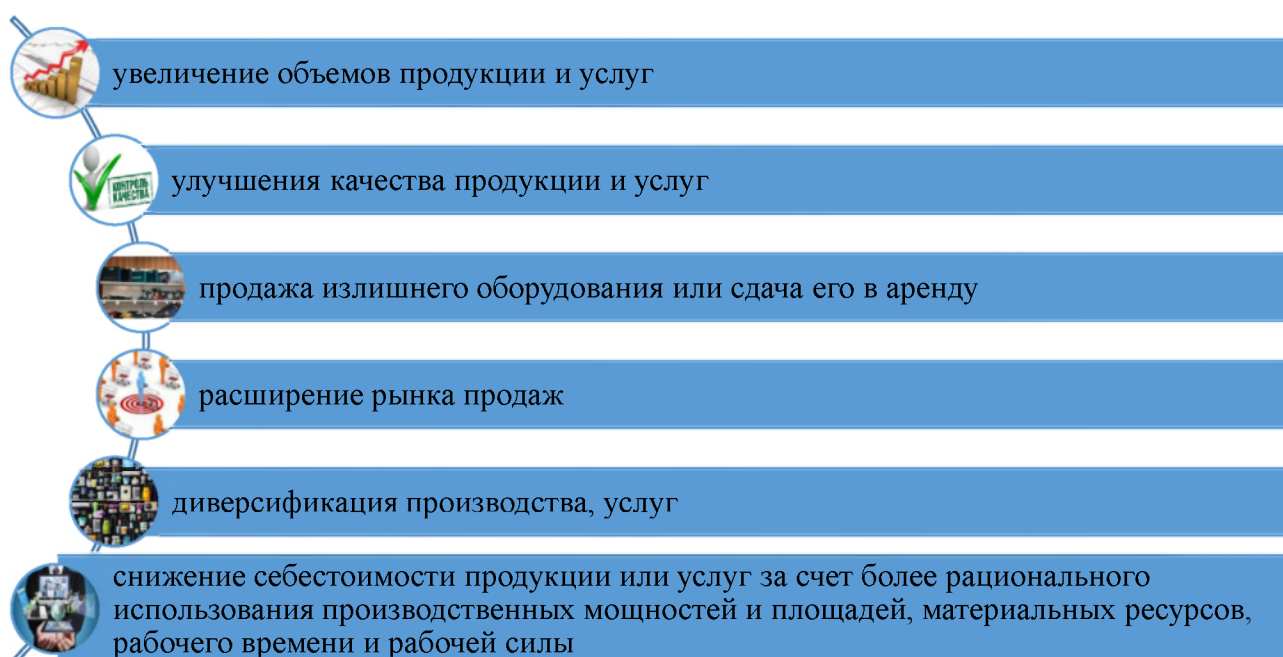 увеличение объемов продукции и услуг
КОНТРОЛЬ
КАЧЕСТВА
улучшения качества продукции и услуг
продажа излишнего оборудования или сдача его в аренду
расширение рынка продаж
диверсификация производства, услуг
снижение себестоимости продукции или услуг за счет более рационального
использования производственных мощностей и площадей, материальных ресурсов,
рабочего времени и рабочей силы